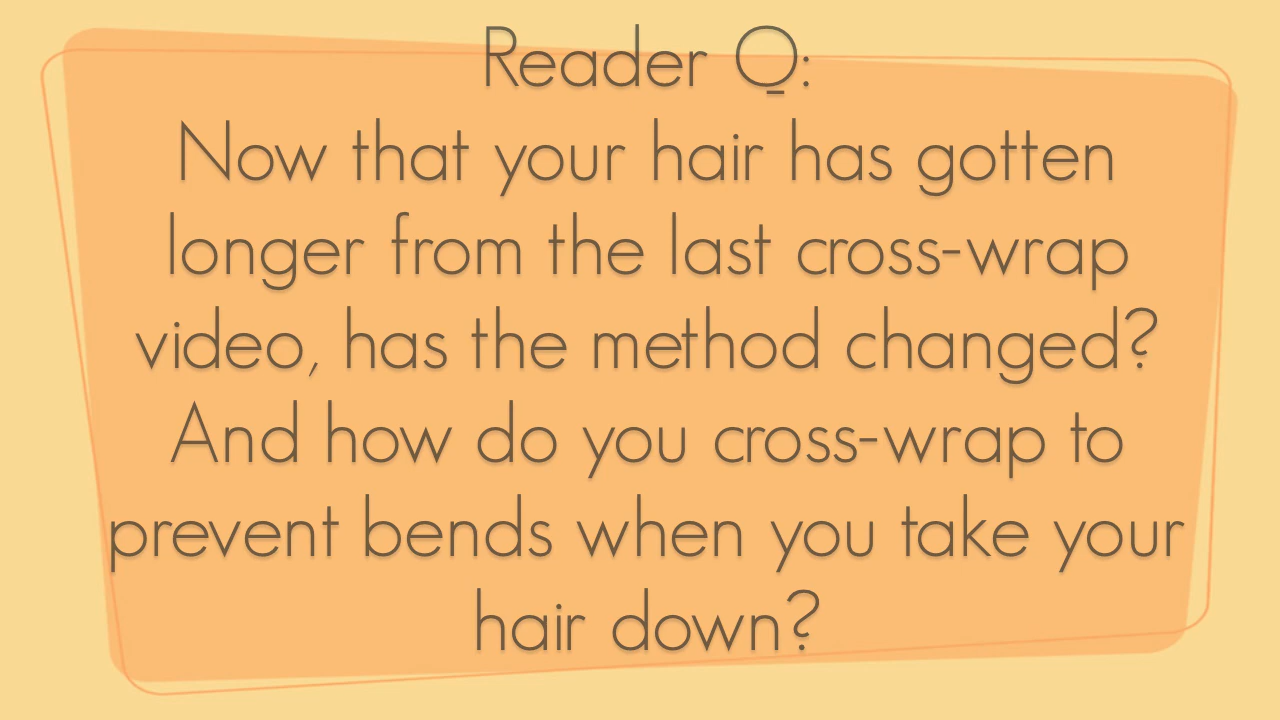 Reader Q:
Now that your hair has gotten
longer from the last cross-wrap
video, has the method changed?
And how do you cross-wrap to
prevent bends when you take your
hair down?